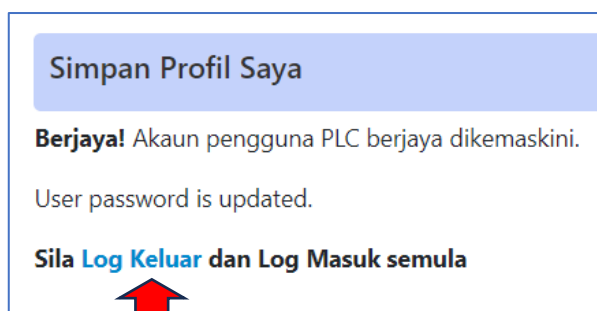 Simpan Profil Saya
Berjaya! Akaun pengguna PLC berjaya dikemaskini.
User password is updated.
Sila Log Keluar dan Log Masuk semula